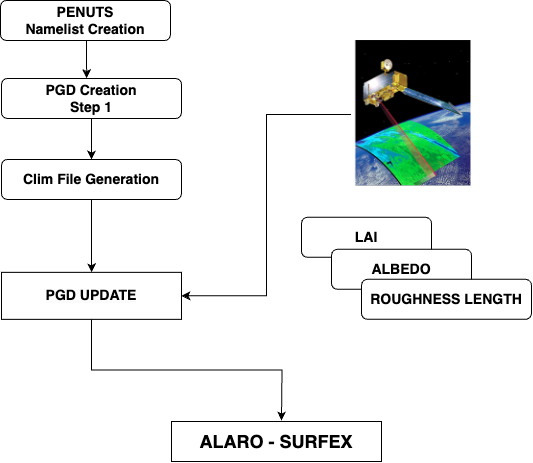 PENUTS
Namelist Creation
PGD Creation
Step 1
Clim File Generation
LAI
ALBEDO
PGD UPDATE
ROUGHNESS LENGTH
ALARO - SURFEX